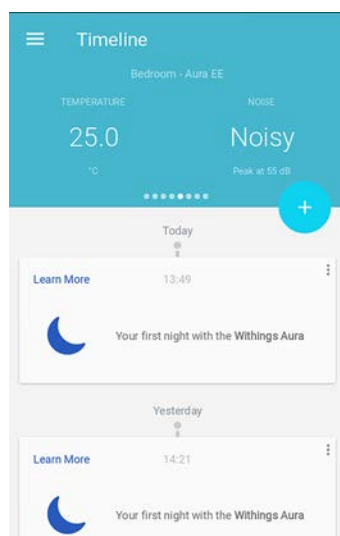 Timeline
Bedroom - Aura EE
TEMPERATURE NOISE
25.0 Noisy
°C Peak at 55 dB
+
Today
Learn More 13:49
Your first night with the Withings Aura
Yesterday
Learn More 14:21
Your first night with the Withings Aura